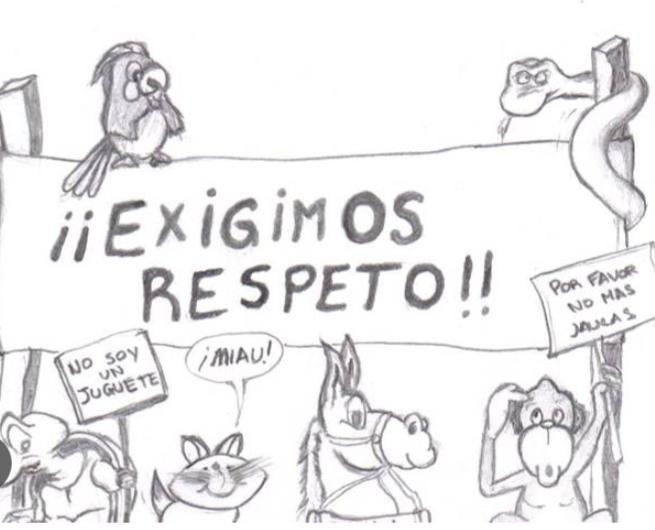 ¡¡EXiGiMOS
RESPETO!!
POR FAVOR
NO MAS
JAULAS
NO SOY
UN
JUGUETE
¡MIAU!